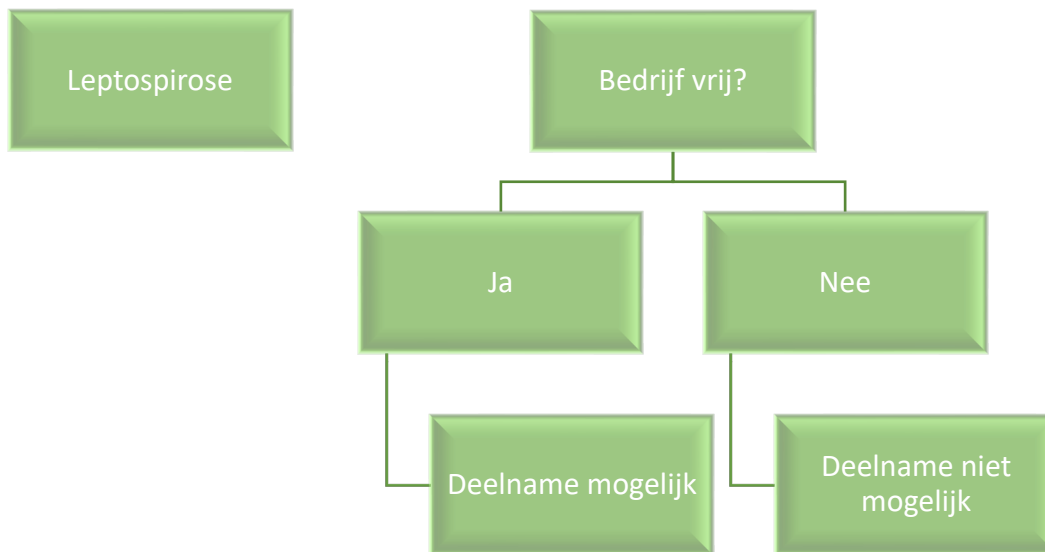 Leptospirose
Bedrijf vrij?
Ja
Nee
Deelname mogelijk
Deelname niet
mogelijk